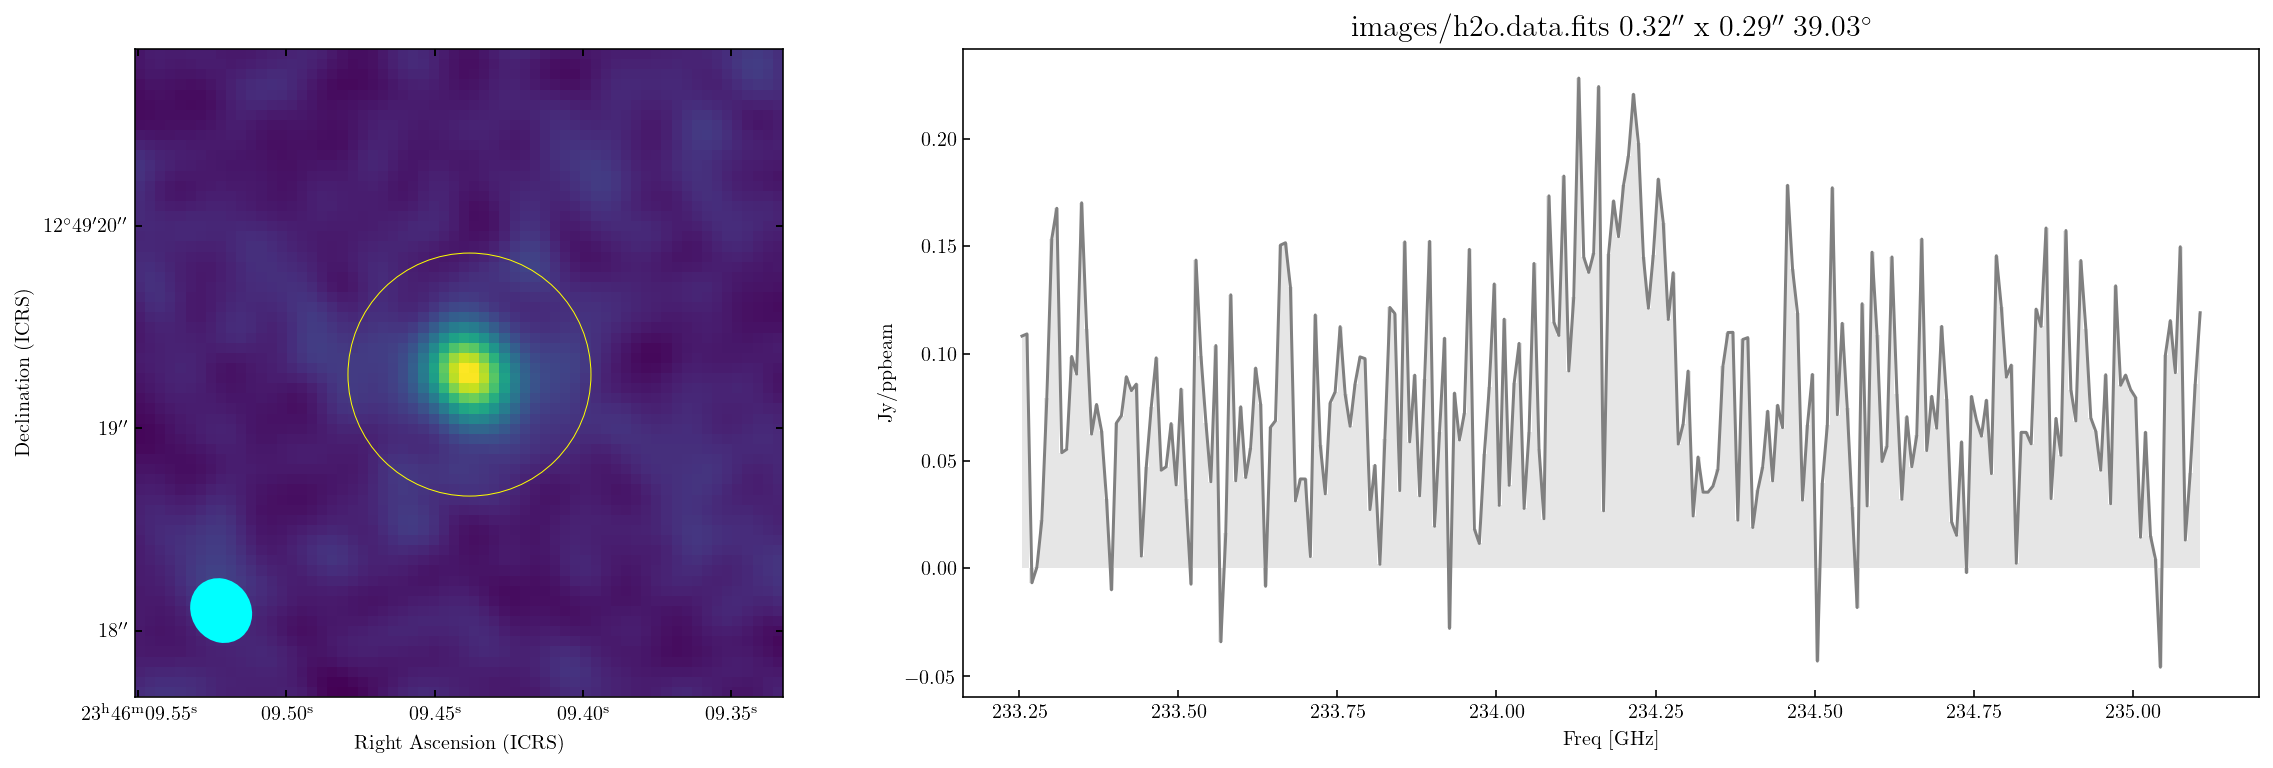 images/h2o.data.fits 0.32″ x 0.29″ 39.03°
Declination (ICRS)
12°49′20″
19″
18″
23ʰ46ᵐ09.55ˢ 09.50ˢ 09.45ˢ 09.40ˢ 09.35ˢ
Right Ascension (ICRS)
Jy/ppbeam
0.20
0.15
0.10
0.05
0.00
−0.05
233.25 233.50 233.75 234.00 234.25 234.50 234.75 235.00
Freq [GHz]